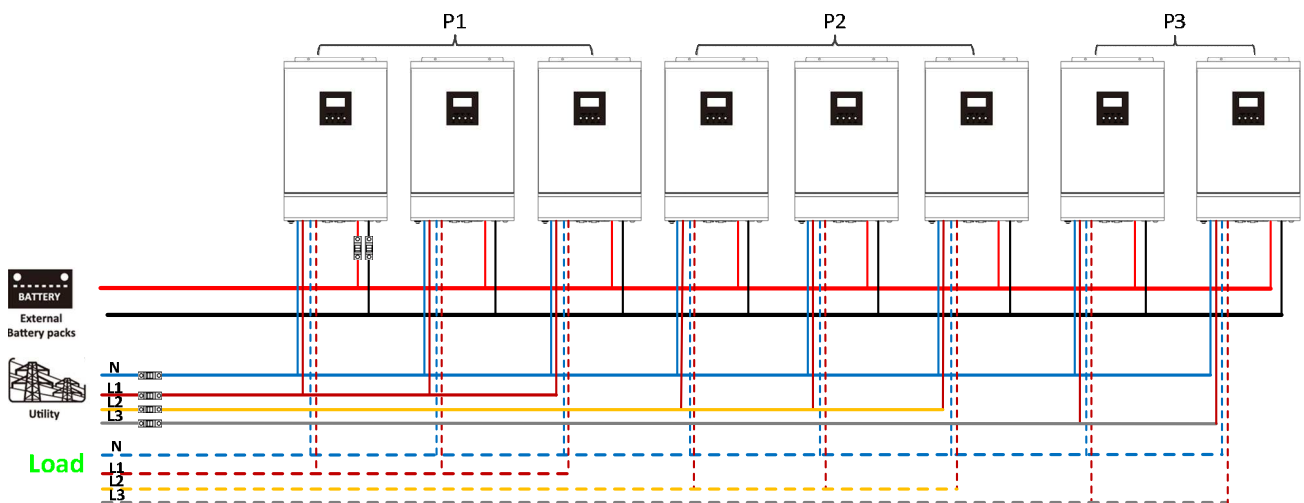 P1
P2
P3
BATTERY
External
Battery packs
Utility
N
L1
L2
L3
Load
N
L1
L2
L3